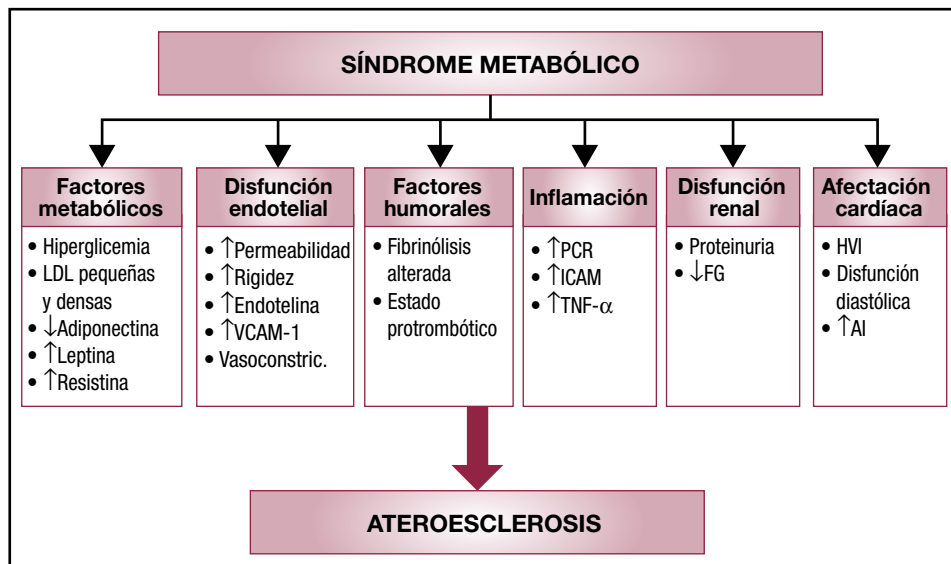 SÍNDROME METABÓLICO
Factores
metabólicos
• Hiperglicemia
• LDL pequeñas
y densas
• ↓Adiponectina
• ↑Leptina
• ↑Resistina
Disfunción
endotelial
• ↑Permeabilidad
• ↑Rigidez
• ↑Endotelina
• ↑VCAM-1
• Vasoconstric.
Factores
humorales
• Fibrinólisis
alterada
• Estado
protrombótico
Inflamación
• ↑PCR
• ↑ICAM
• ↑TNF-α
Disfunción
renal
• Proteinuria
• ↓FG
Afectación
cardíaca
• HVI
• Disfunción
diastólica
• ↑AI
ATEROESCLEROSIS